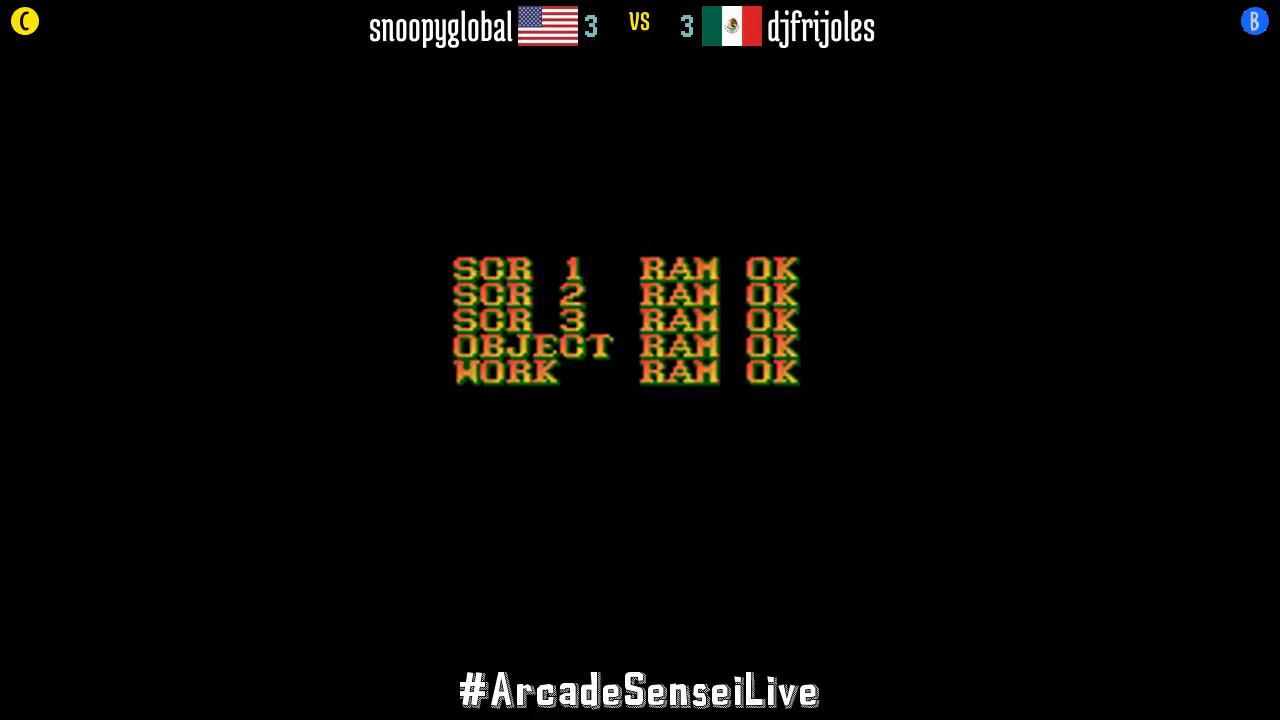 C snoopyglobal 3 VS 3 djfrijoles B
SCR 1 RAM OK
SCR 2 RAM OK
SCR 3 RAM OK
OBJECT RAM OK
WORK RAM OK
#ArcadeSenseiLive